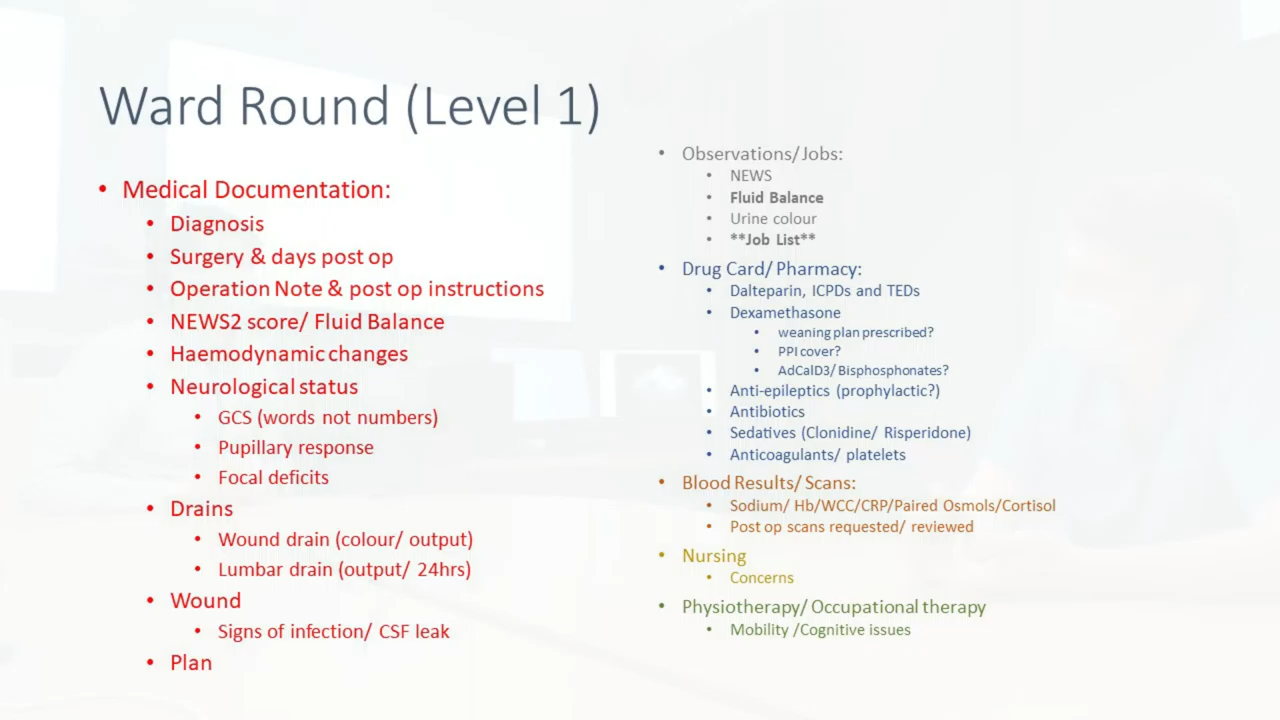 Ward Round (Level 1)
• Medical Documentation:
• Diagnosis
• Surgery & days post op
• Operation Note & post op instructions
• NEWS2 score/ Fluid Balance
• Haemodynamic changes
• Neurological status
• GCS (words not numbers)
• Pupillary response
• Focal deficits
• Drains
• Wound drain (colour/ output)
• Lumbar drain (output/ 24hrs)
• Wound
• Signs of infection/ CSF leak
• Plan
• Observations/Jobs:
• NEWS
• Fluid Balance
• Urine colour
• **Job List**
• Drug Card/ Pharmacy:
• Dalteparin, ICPDs and TEDs
• Dexamethasone
• weaning plan prescribed?
• PPI cover?
• AdCalD3/ Bisphosphonates?
• Anti-epileptics (prophylactic?)
• Antibiotics
• Sedatives (Clonidine/ Risperidone)
• Anticoagulants/ platelets
• Blood Results/ Scans:
• Sodium/ Hb/WCC/CRP/Paired Osmols/Cortisol
• Post op scans requested/ reviewed
• Nursing
• Concerns
• Physiotherapy/ Occupational therapy
• Mobility /Cognitive issues